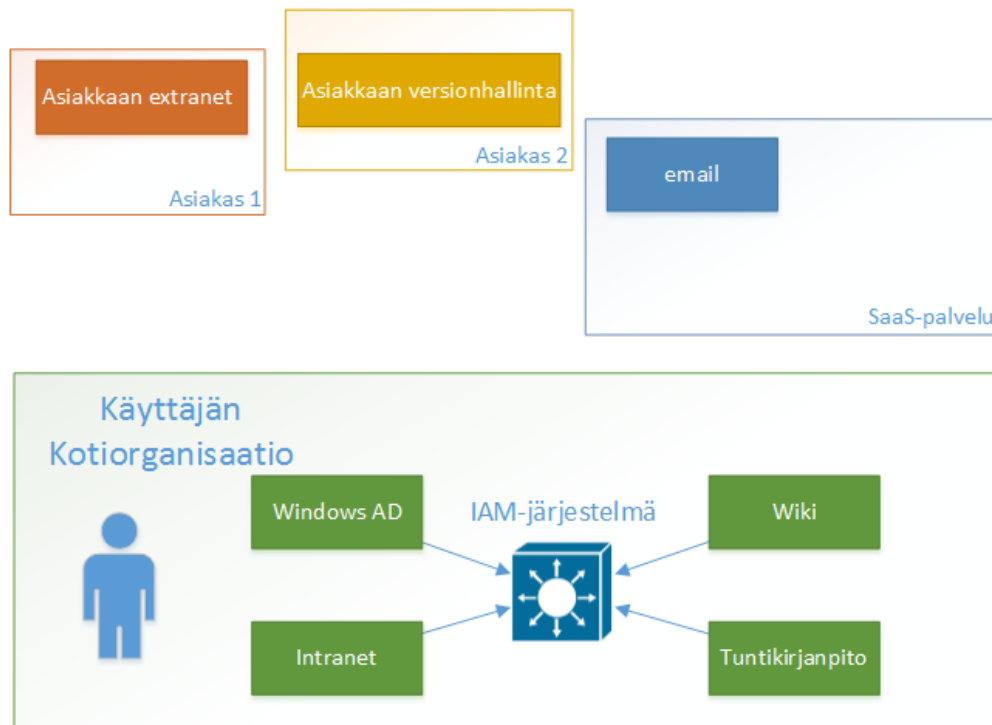 Asiakkaan extranet
Asiakas 1
Asiakkaan versionhallinta
Asiakas 2
email
SaaS-palvelu
Käyttäjän
Kotiorganisaatio
Windows AD
IAM-järjestelmä
Wiki
Intranet
Tuntikirjanpito